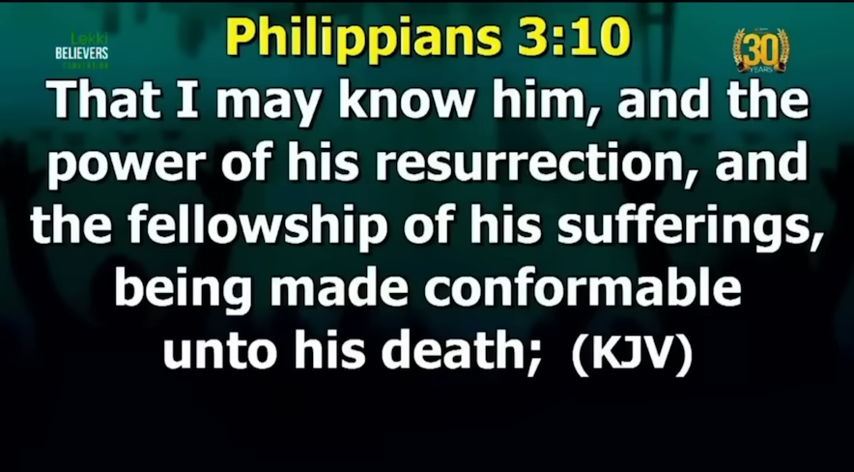 Philippians 3:10
Lekki
BELIEVERS
CONVENTION
30
YEARS
That I may know him, and the
power of his resurrection, and
the fellowship of his sufferings,
being made conformable
unto his death; (KJV)